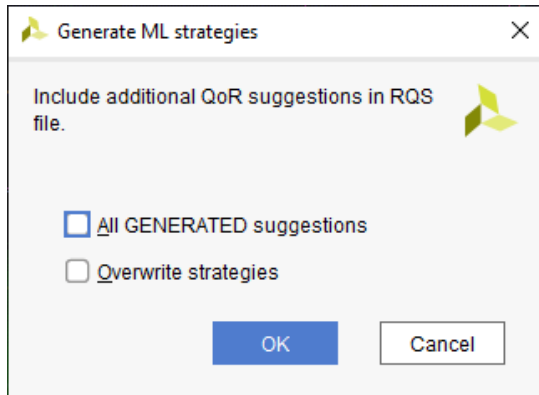 Generate ML strategies
Include additional QoR suggestions in RQS
file.
All GENERATED suggestions
Overwrite strategies
OK
Cancel